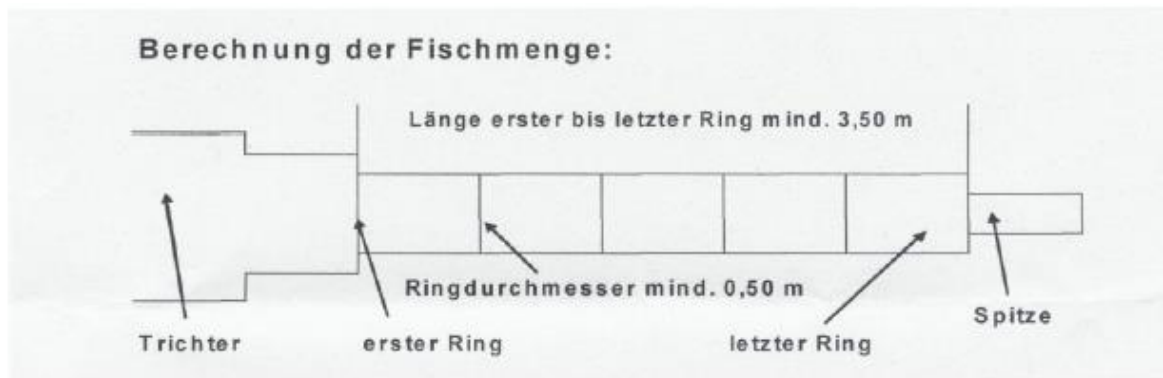 Berechnung der Fischmenge:
Länge erster bis letzter Ring mind. 3,50 m
Ringdurchmesser mind. 0,50 m
Trichter
erster Ring
letzter Ring
Spitze